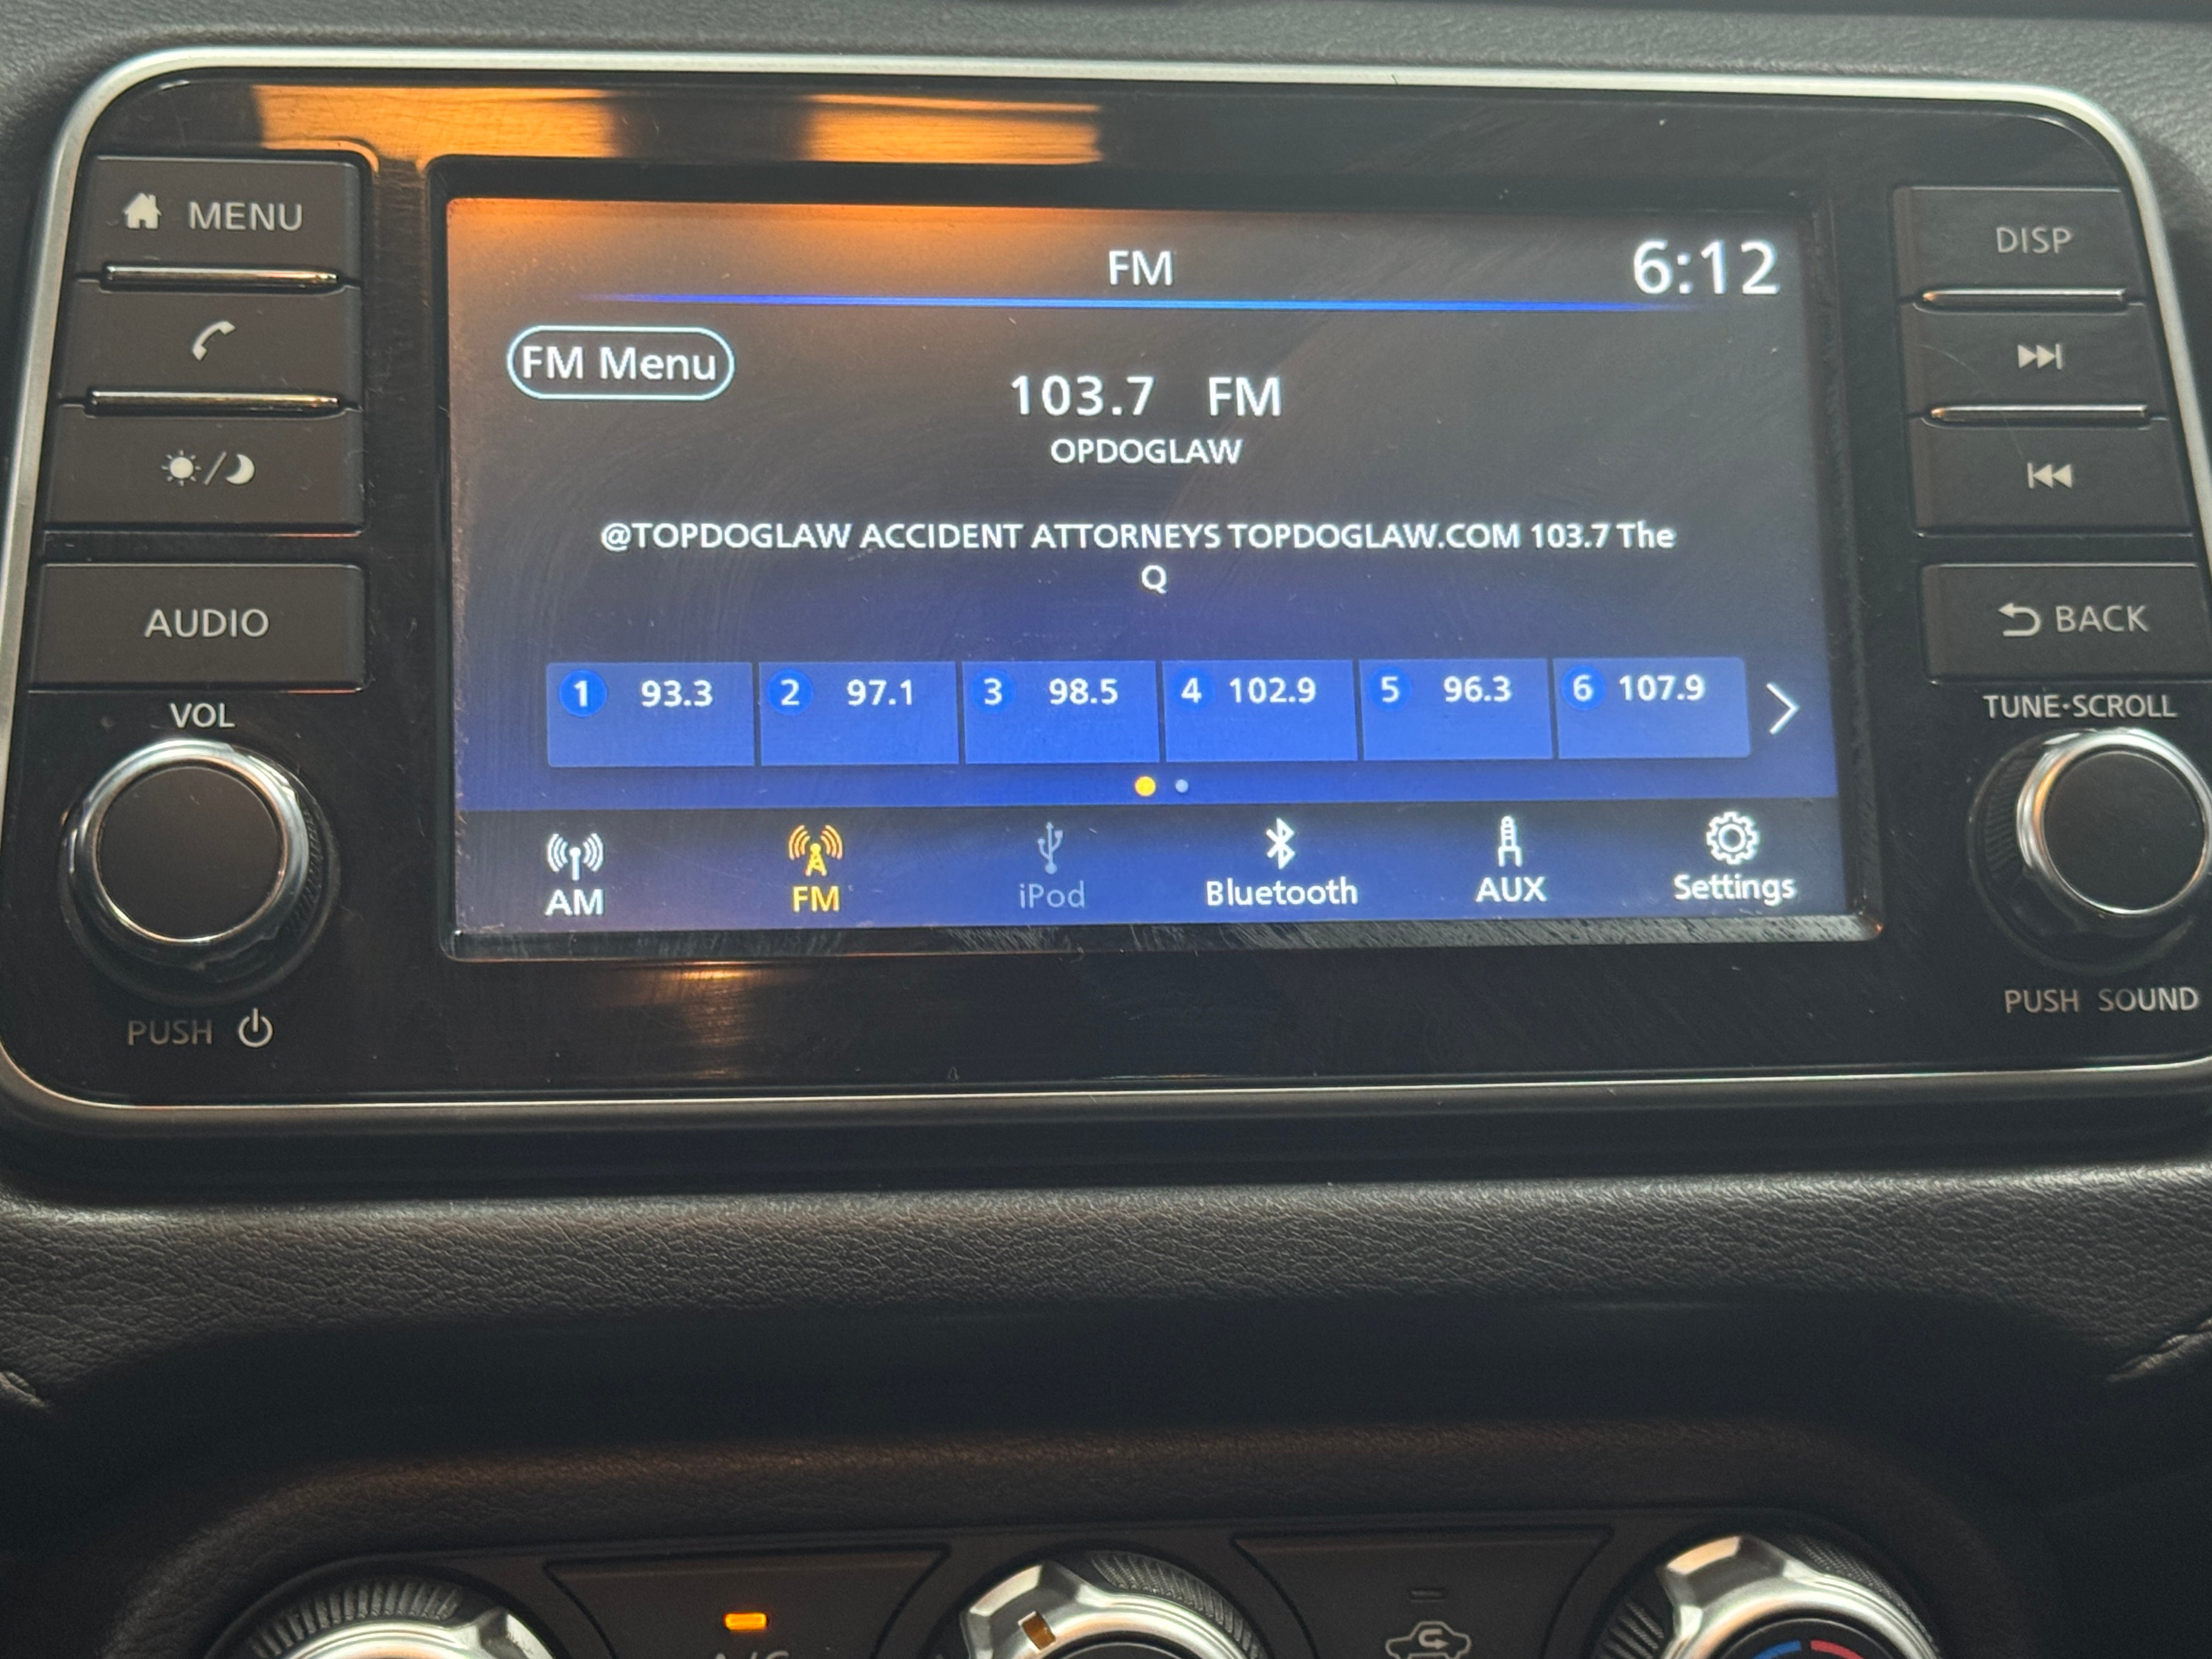 MENU
FM
6:12
DISP
FM Menu
103.7 FM
OPDOGLAW
@TOPDOGLAW ACCIDENT ATTORNEYS TOPDOGLAW.COM 103.7 The
Q
AUDIO
BACK
1 93.3 2 97.1 3 98.5 4 102.9 5 96.3 6 107.9
VOL
TUNE·SCROLL
AM FM iPod Bluetooth AUX Settings
PUSH
PUSH SOUND